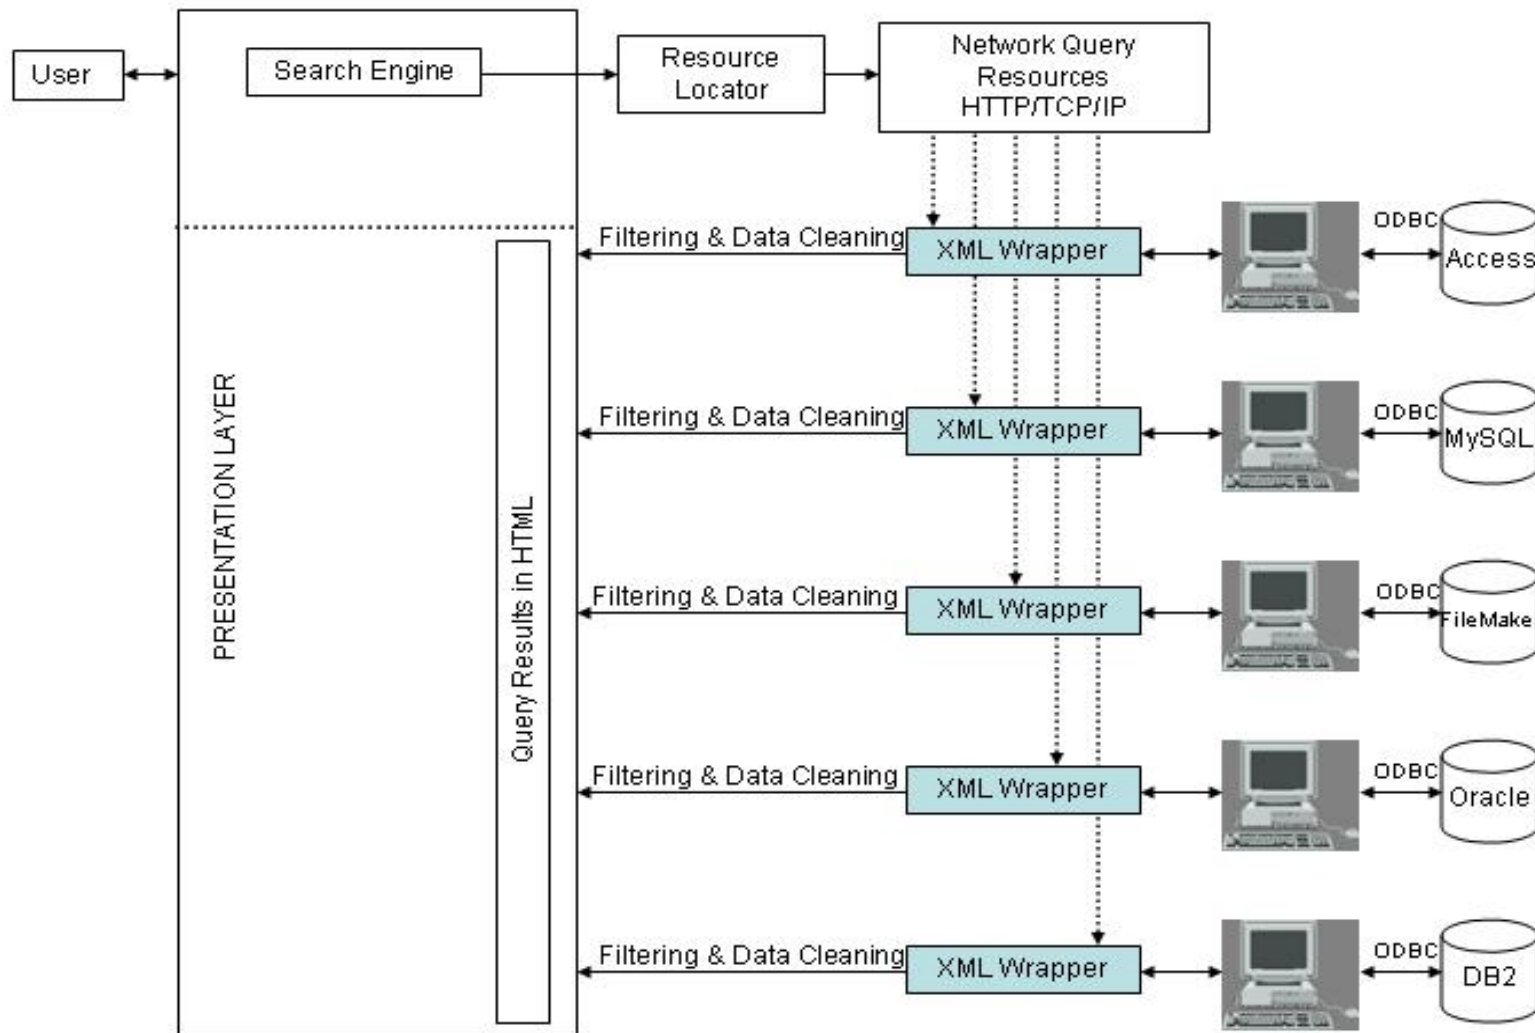 User
Search Engine
Resource
Locator
Network Query
Resources
HTTP/TCP/IP
Filtering & Data Cleaning
XML Wrapper
ODBC
Access
Filtering & Data Cleaning
XML Wrapper
ODBC
MySQL
PRESENTATION LAYER
Query Results in HTML
Filtering & Data Cleaning
XML Wrapper
ODBC
FileMake
Filtering & Data Cleaning
XML Wrapper
ODBC
Oracle
Filtering & Data Cleaning
XML Wrapper
ODBC
DB2